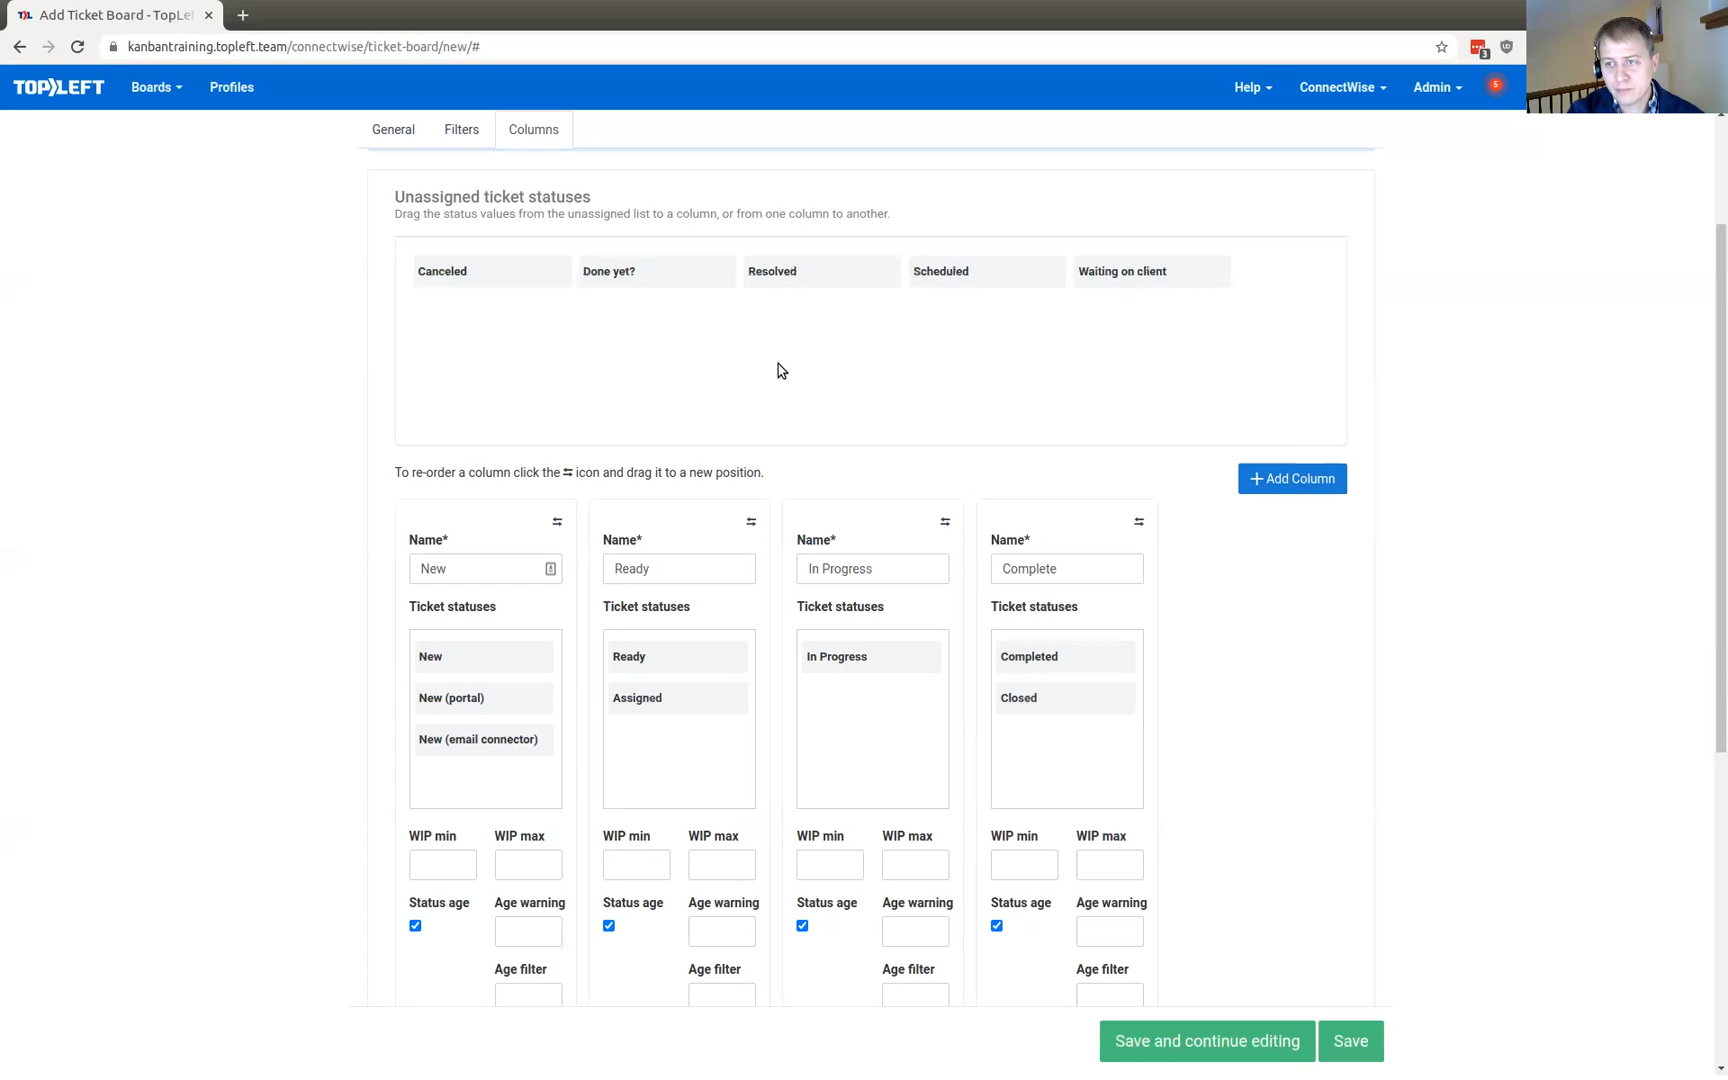 Add Ticket Board - TopLe
kanbantraining.topleft.team/connectwise/ticket-board/new/#
3
TOP LEFT
Boards
Profiles
Help
ConnectWise
Admin
5
General
Filters
Columns
Unassigned ticket statuses
Drag the status values from the unassigned list to a column, or from one column to another.
Canceled
Done yet?
Resolved
Scheduled
Waiting on client
To re-order a column click the icon and drag it to a new position.
+ Add Column
Name*
Name*
Name*
Name*
New
Ready
In Progress
Complete
Ticket statuses
Ticket statuses
Ticket statuses
Ticket statuses
New
Ready
In Progress
Completed
New (portal)
Assigned
Closed
New (email connector)
WIP min
WIP max
WIP min
WIP max
WIP min
WIP max
WIP min
WIP max
Status age
Age warning
Status age
Age warning
Status age
Age warning
Status age
Age warning
Age filter
Age filter
Age filter
Age filter
Save and continue editing
Save